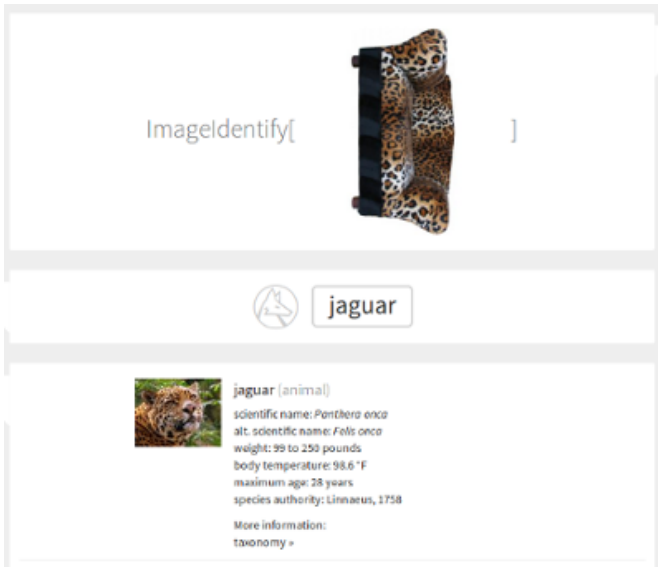 ImageIdentify[ ]
jaguar
jaguar (animal)
scientific name: Panthera onca
alt. scientific name: Felis onca
weight: 99 to 250 pounds
body temperature: 98.6 °F
maximum age: 28 years
species authority: Linnaeus, 1758
More information:
taxonomy »